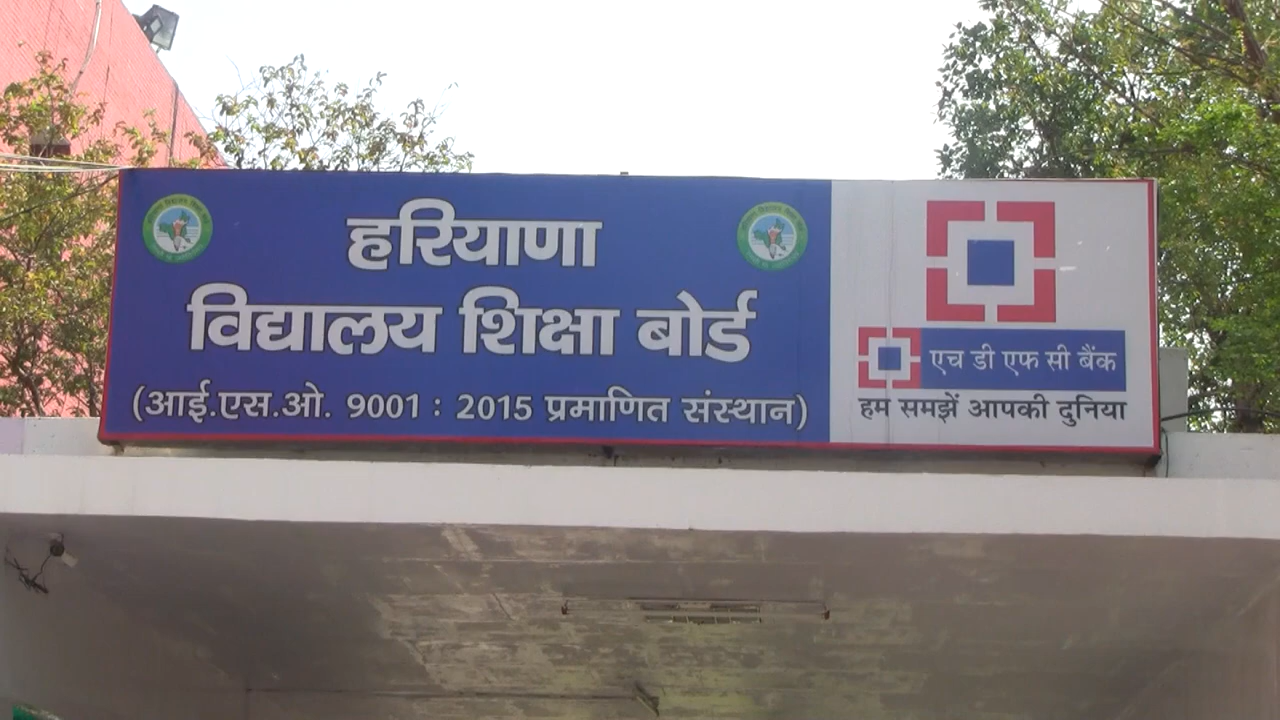 हरियाणा
विद्यालय शिक्षा बोर्ड
(आई.एस.ओ. 9001 : 2015 प्रमाणित संस्थान)
एच डी एफ सी बैंक
हम समझें आपकी दुनिया